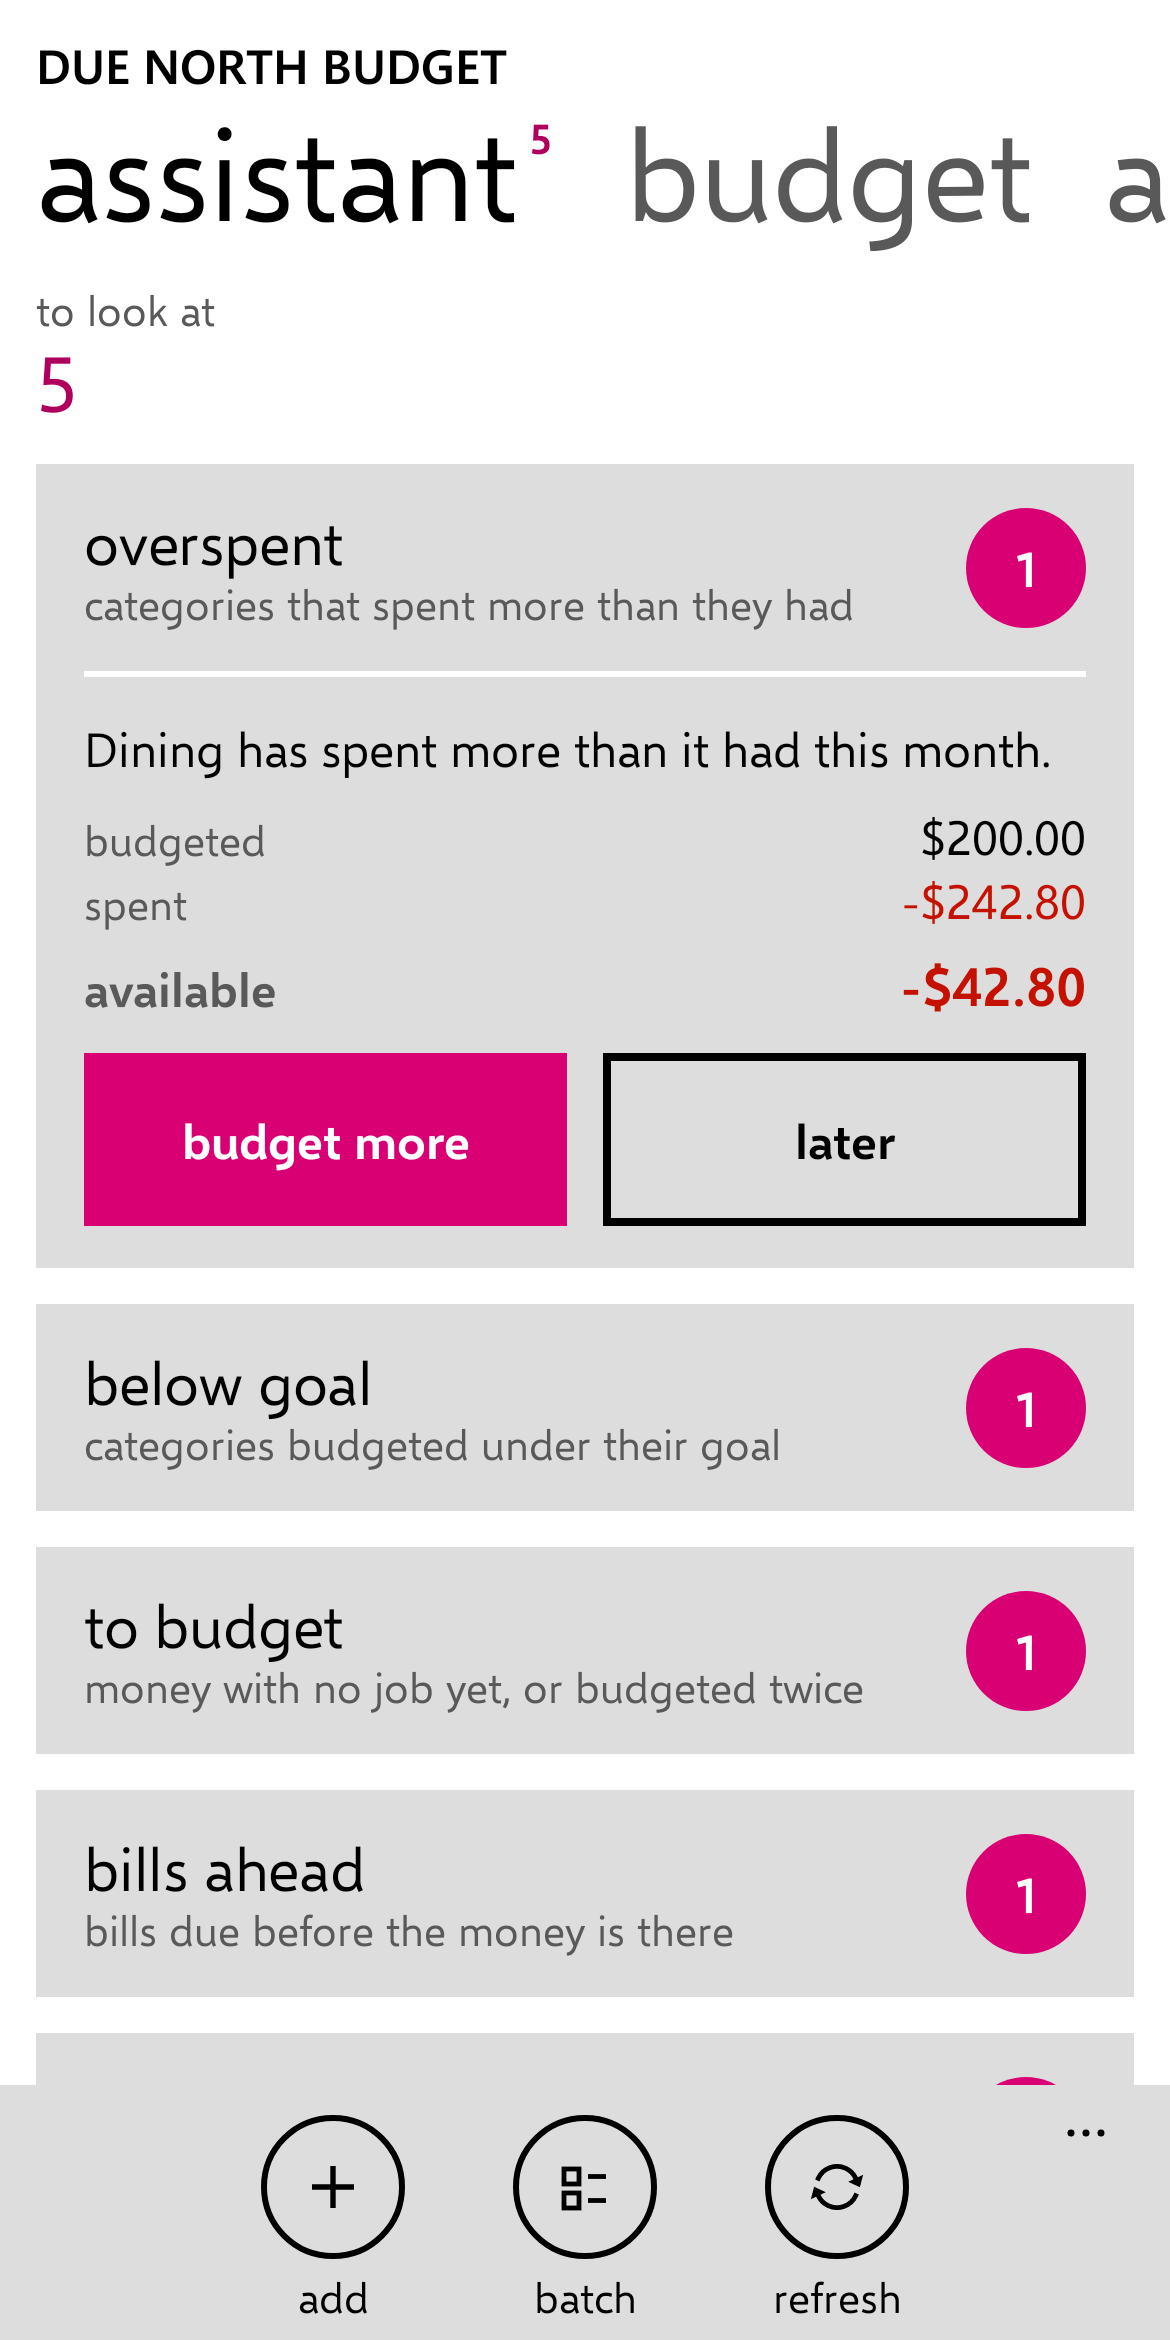 DUE NORTH BUDGET
assistant 5 budget a
to look at
5
overspent
categories that spent more than they had
1
Dining has spent more than it had this month.
budgeted $200.00
spent -$242.80
available -$42.80
budget more later
below goal
categories budgeted under their goal
1
to budget
money with no job yet, or budgeted twice
1
bills ahead
bills due before the money is there
1
...
add batch refresh